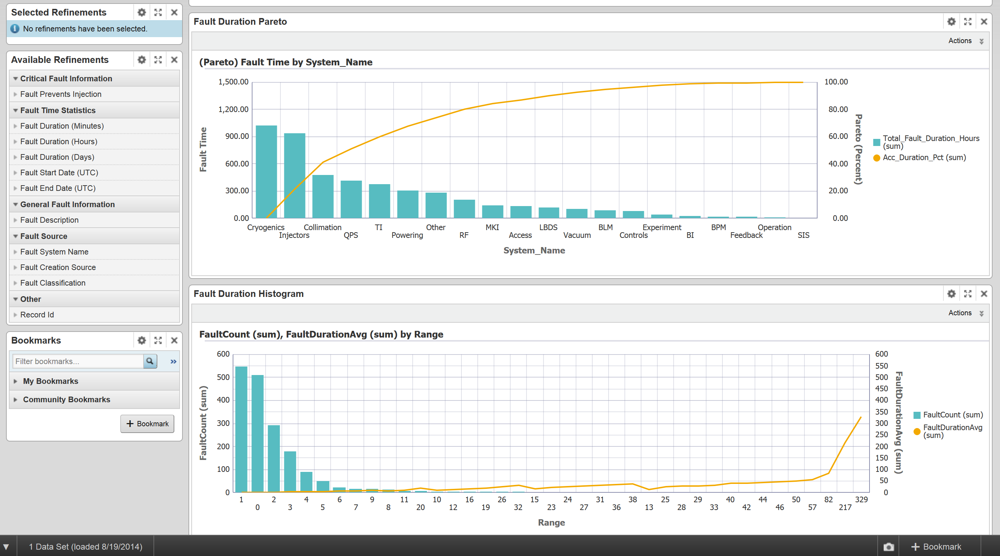 Selected Refinements
No refinements have been selected.
Available Refinements
Critical Fault Information
Fault Prevents Injection
Fault Time Statistics
Fault Duration (Minutes)
Fault Duration (Hours)
Fault Duration (Days)
Fault Start Date (UTC)
Fault End Date (UTC)
General Fault Information
Fault Description
Fault Source
Fault System Name
Fault Creation Source
Fault Classification
Other
Record Id
Bookmarks
Filter bookmarks...
»
My Bookmarks
Community Bookmarks
+ Bookmark
Fault Duration Pareto
Actions
(Pareto) Fault Time by System_Name
1,500.00
1,200.00
900.00
600.00
300.00
0.00
Fault Time
100.00
80.00
60.00
40.00
20.00
0.00
Pareto (Percent)
Total_Fault_Duration_Hours
(sum)
Acc_Duration_Pct (sum)
Cryogenics Collimation TI Other MKI LBDS BLM Experiment BPM Operation
Injectors QPS Powering RF Access Vacuum Controls BI Feedback SIS
System_Name
Fault Duration Histogram
Actions
FaultCount (sum), FaultDurationAvg (sum) by Range
600
500
400
300
200
100
0
FaultCount (sum)
600
550
500
450
400
350
300
250
200
150
100
50
0
FaultDurationAvg (sum)
FaultCount (sum)
FaultDurationAvg
(sum)
1 2 4 6 9 11 10 16 26 15 24 31 38 25 29 40 44 50 82 329
0 3 5 7 8 20 12 19 32 23 27 36 13 28 33 42 46 57 217
Range
1 Data Set (loaded 8/19/2014)
+ Bookmark